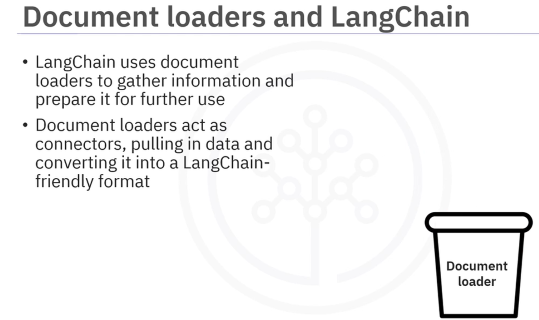 Document loaders and LangChain
• LangChain uses document
loaders to gather information and
prepare it for further use
• Document loaders act as
connectors, pulling in data and
converting it into a LangChain-
friendly format
Document
loader